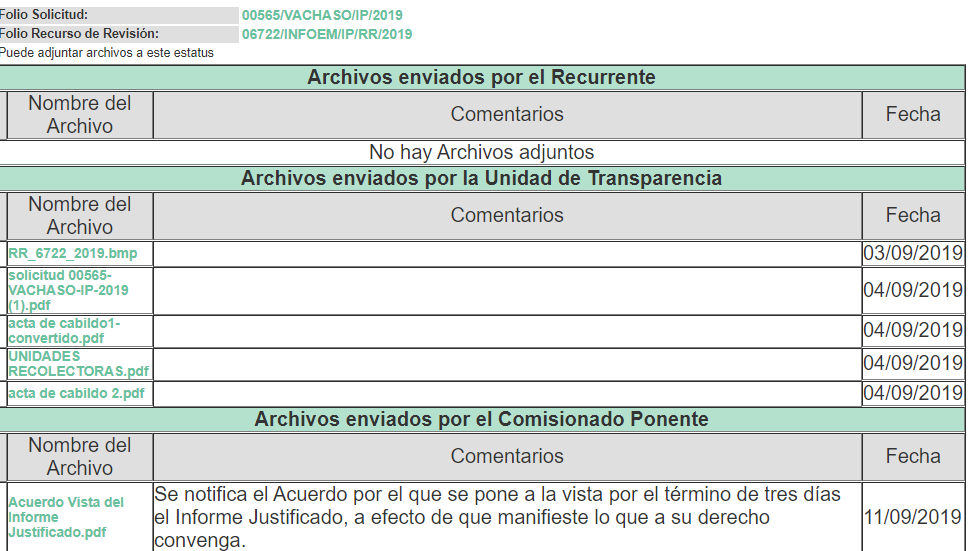 Folio Solicitud: 00565/VACHASO/IP/2019
Folio Recurso de Revisión: 06722/INFOEM/IP/RR/2019
Puede adjuntar archivos a este estatus
Archivos enviados por el Recurrente
Nombre del
Archivo
Comentarios
Fecha
No hay Archivos adjuntos
Archivos enviados por la Unidad de Transparencia
Nombre del
Archivo
Comentarios
Fecha
RR_6722_2019.bmp
03/09/2019
solicitud 00565-
VACHASO-IP-2019
(1).pdf
04/09/2019
acta de cabildo1-
convertido.pdf
04/09/2019
UNIDADES
RECOLECTORAS.pdf
04/09/2019
acta de cabildo 2.pdf
04/09/2019
Archivos enviados por el Comisionado Ponente
Nombre del
Archivo
Comentarios
Fecha
Acuerdo Vista del
Informe
Justificado.pdf
Se notifica el Acuerdo por el que se pone a la vista por el término de tres días
el Informe Justificado, a efecto de que manifieste lo que a su derecho
convenga.
11/09/2019